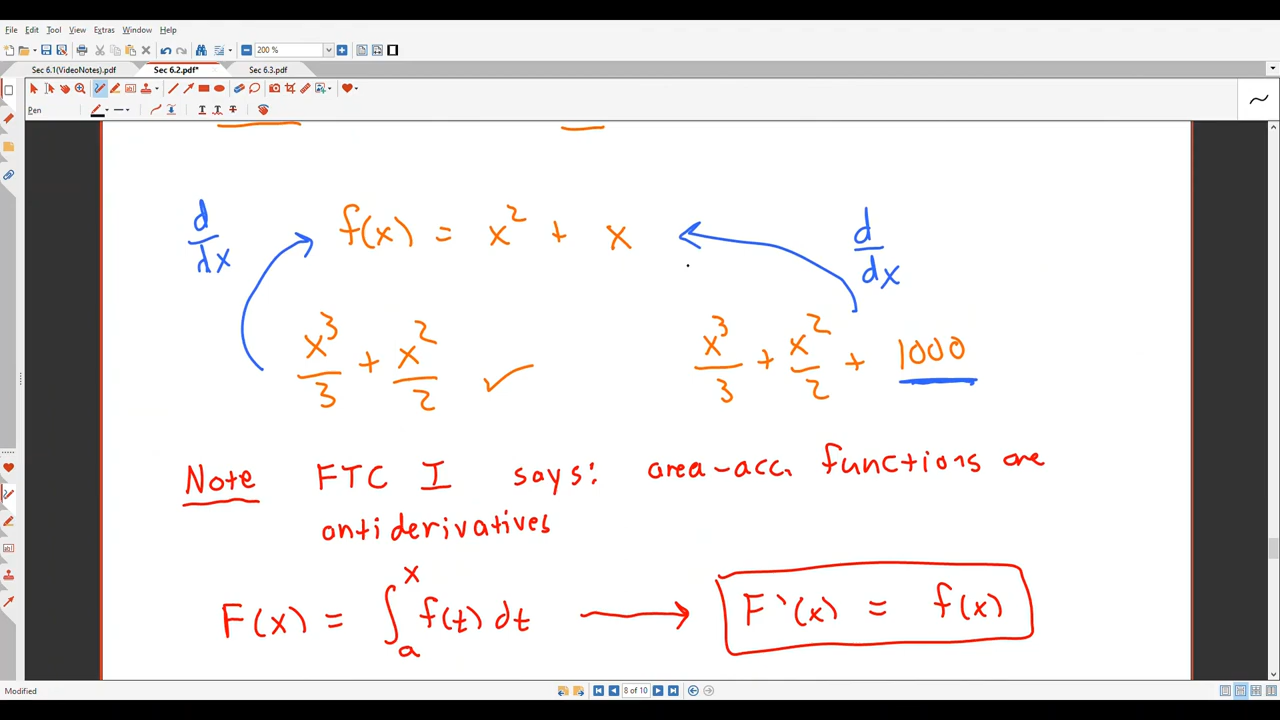 File Edit Tool View Extras Window Help
200 %
Sec 6.1(VideoNotes).pdf Sec 6.2.pdf* Sec 6.3.pdf
Pen
d/dx f(x) = x² + x d/dx
x³/3 + x²/2 ✓ x³/3 + x²/2 + 1000
Note FTC I says: area-acc. functions are
antiderivatives
F(x) = ∫ₐˣ f(t) dt → F'(x) = f(x)
Modified 8 of 10